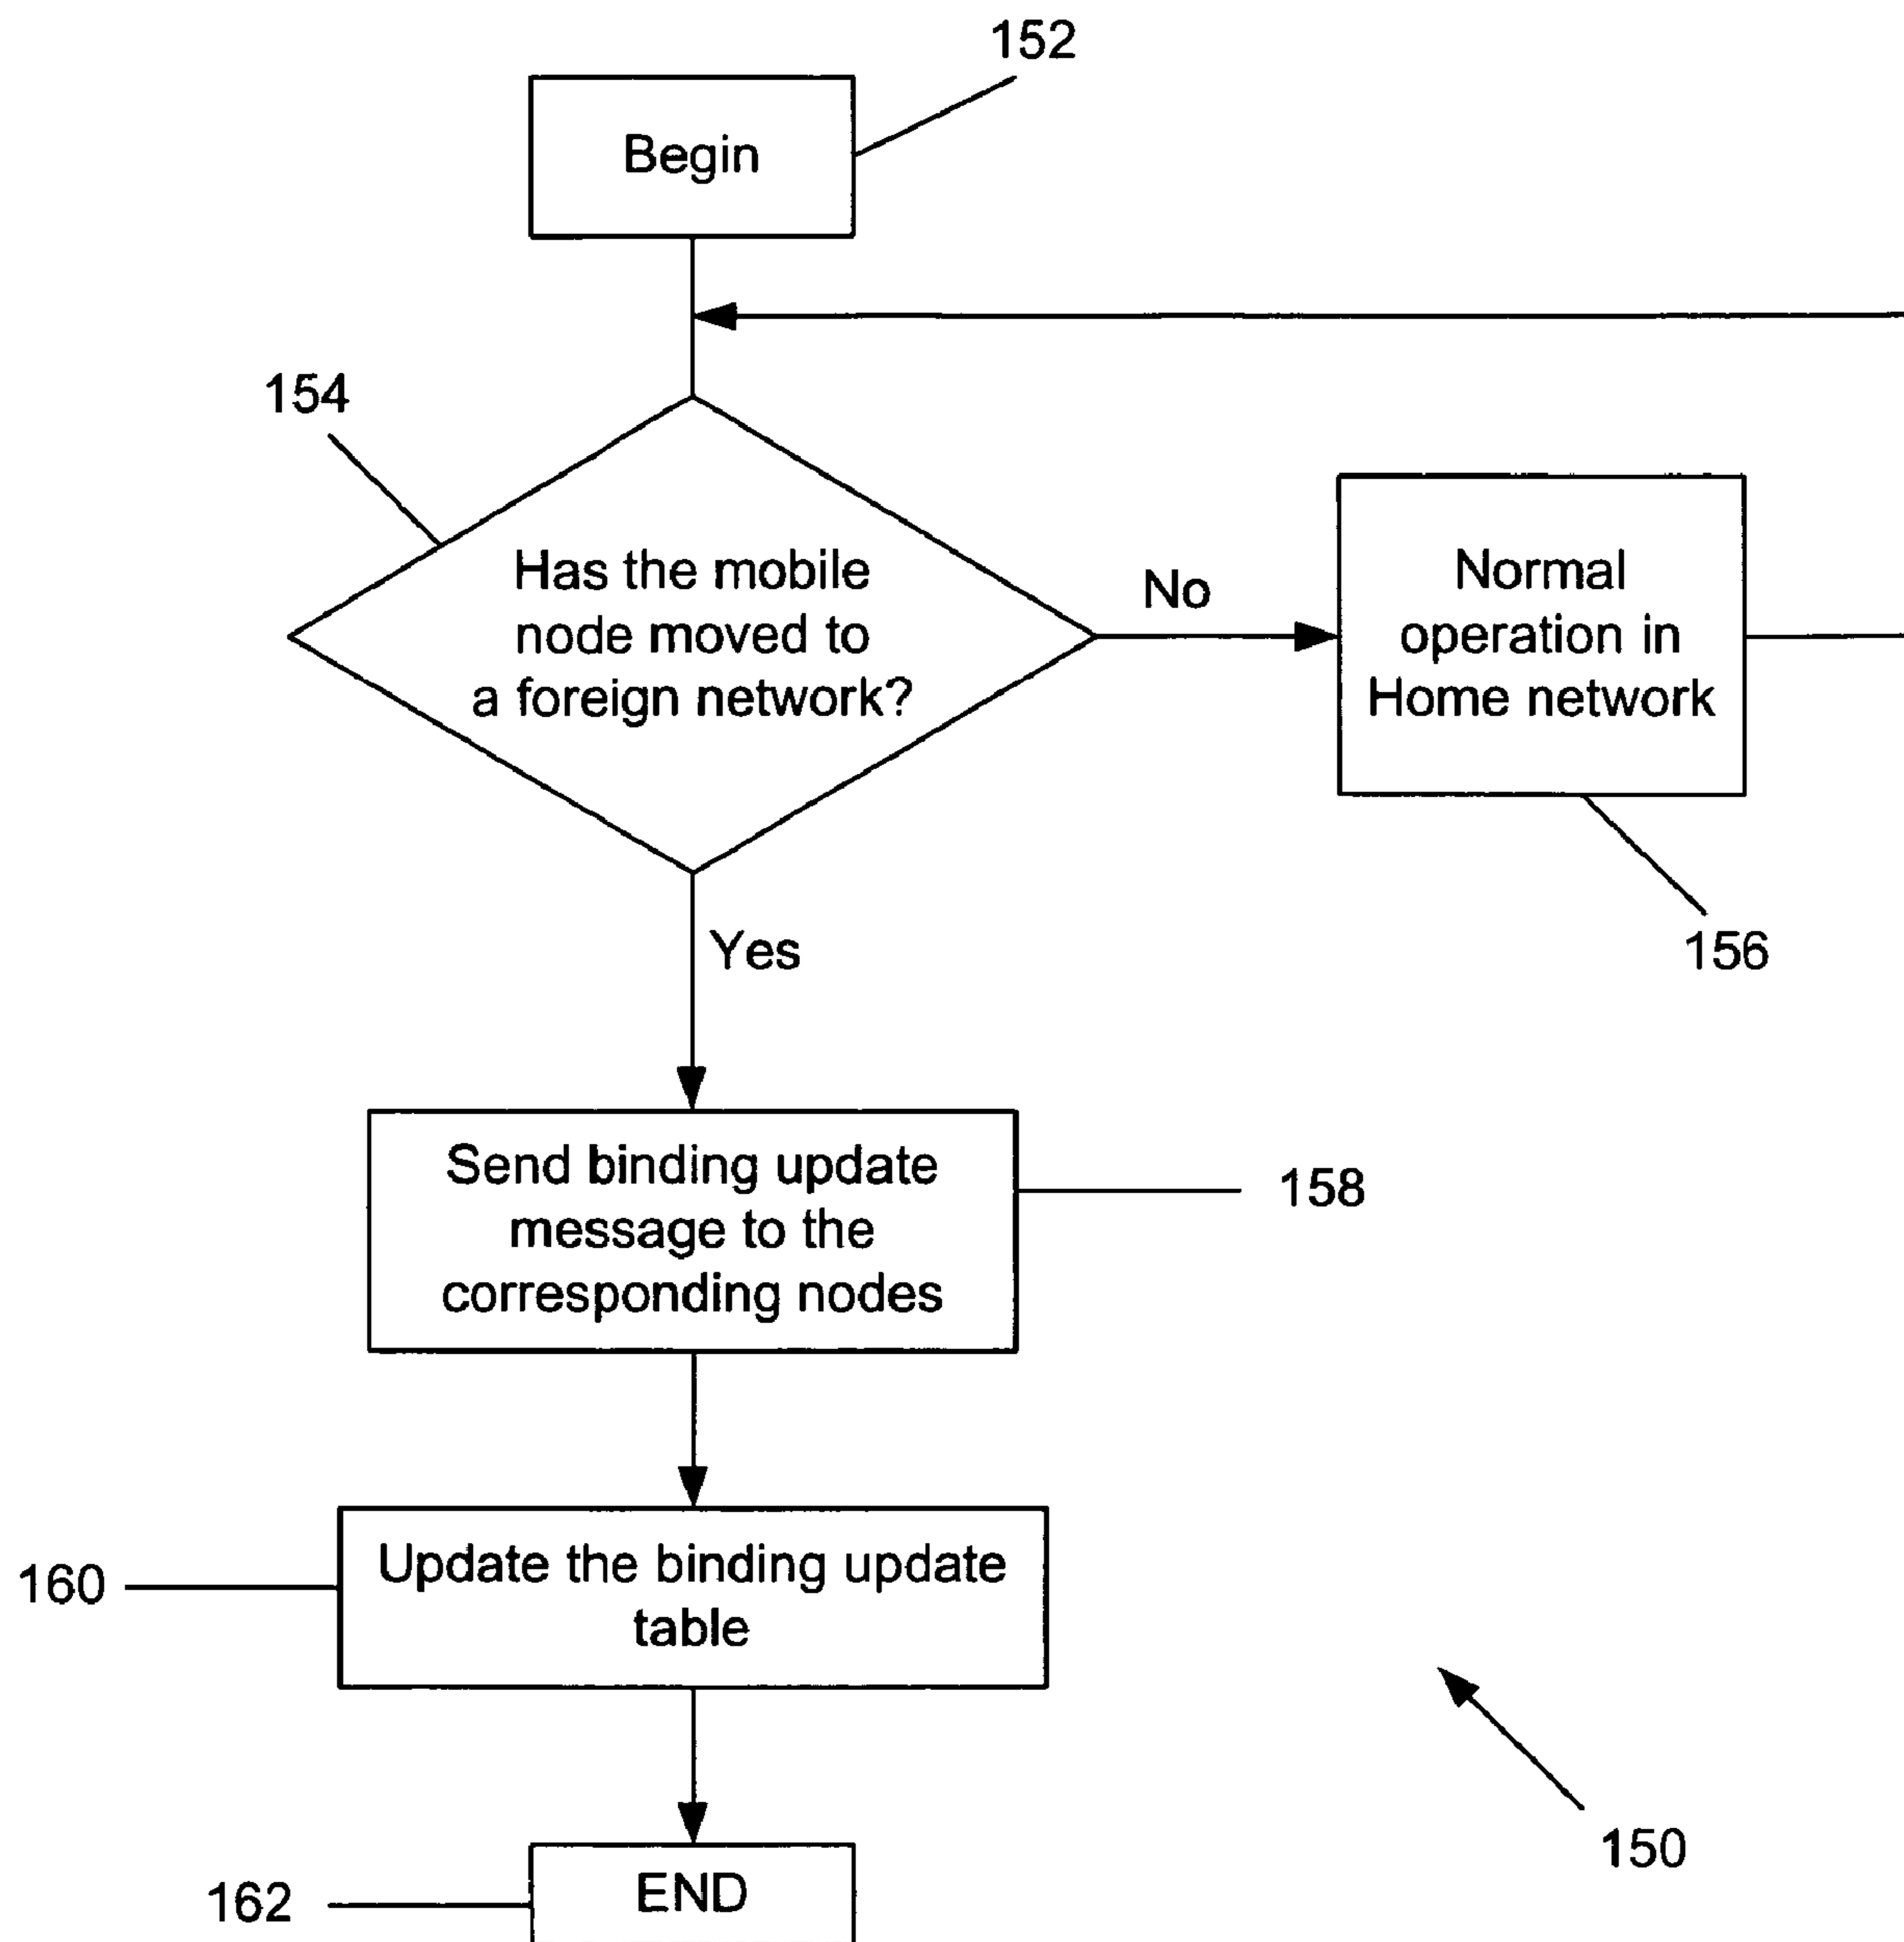 152
Begin
154
Has the mobile
node moved to
a foreign network?
No
Normal
operation in
Home network
156
Yes
Send binding update
message to the
corresponding nodes
158
Update the binding update
table
160
150
END
162